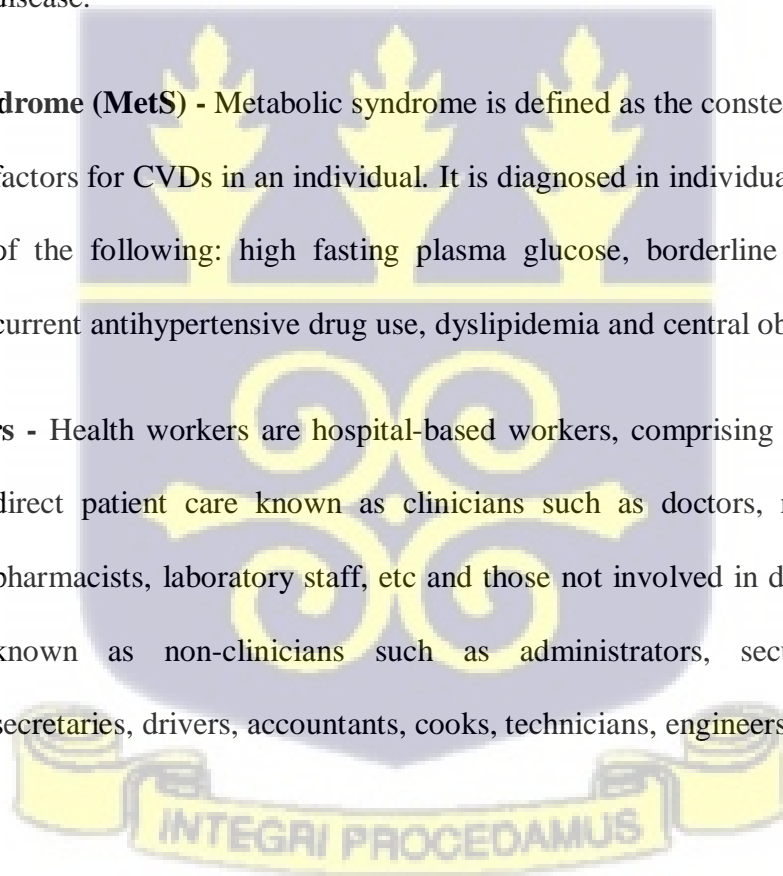 disease.
drome (MetS) - Metabolic syndrome is defined as the conste
factors for CVDs in an individual. It is diagnosed in individua
of the following: high fasting plasma glucose, borderline
current antihypertensive drug use, dyslipidemia and central ob
rs - Health workers are hospital-based workers, comprising
direct patient care known as clinicians such as doctors,
pharmacists, laboratory staff, etc and those not involved in d
known as non-clinicians such as administrators, secu
secretaries, drivers, accountants, cooks, technicians, engineers
INTEGRI PROCEDAMUS